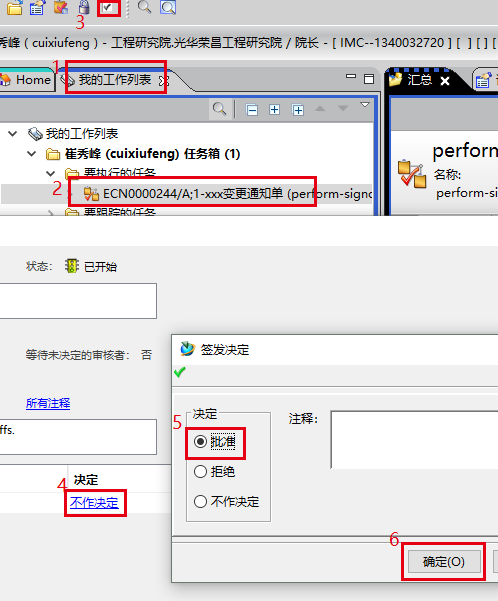 3
秀峰 ( cuixiufeng ) - 工程研究院.光华荣昌工程研究院 / 院长 - [ IMC--1340032720 ] [ ] [ ] [
Home
1
我的工作列表
汇总
我的工作列表
崔秀峰 (cuixiufeng) 任务箱 (1)
要执行的任务
2
ECN0000244/A;1-xxx变更通知单 (perform-signo
要跟踪的任务
perform
名称:
perform-sign
状态:
已开始
等待未决定的审核者: 否
所有注释
ffs.
决定
4
不作决定
签发决定
决定
5
批准
拒绝
不作决定
注释:
6
确定(O)